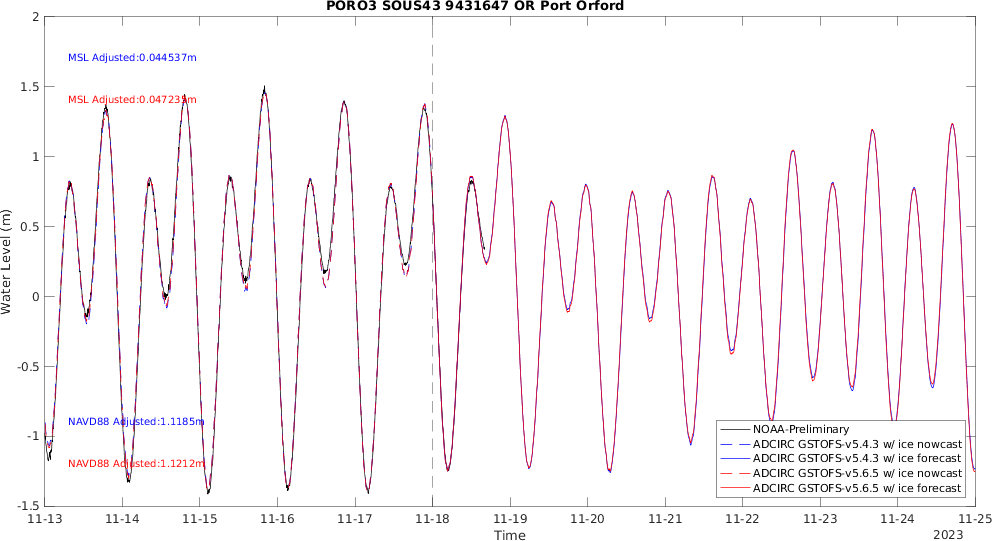 PORO3 SOUS43 9431647 OR Port Orford
2
1.5
1
0.5
0
-0.5
-1
-1.5
Water Level (m)
MSL Adjusted:0.044537m
MSL Adjusted:0.047235m
NAVD88 Adjusted:1.1185m
NAVD88 Adjusted:1.1212m
NOAA-Preliminary
ADCIRC GSTOFS-v5.4.3 w/ ice nowcast
ADCIRC GSTOFS-v5.4.3 w/ ice forecast
ADCIRC GSTOFS-v5.6.5 w/ ice nowcast
ADCIRC GSTOFS-v5.6.5 w/ ice forecast
11-13 11-14 11-15 11-16 11-17 11-18 11-19 11-20 11-21 11-22 11-23 11-24 11-25
Time
2023